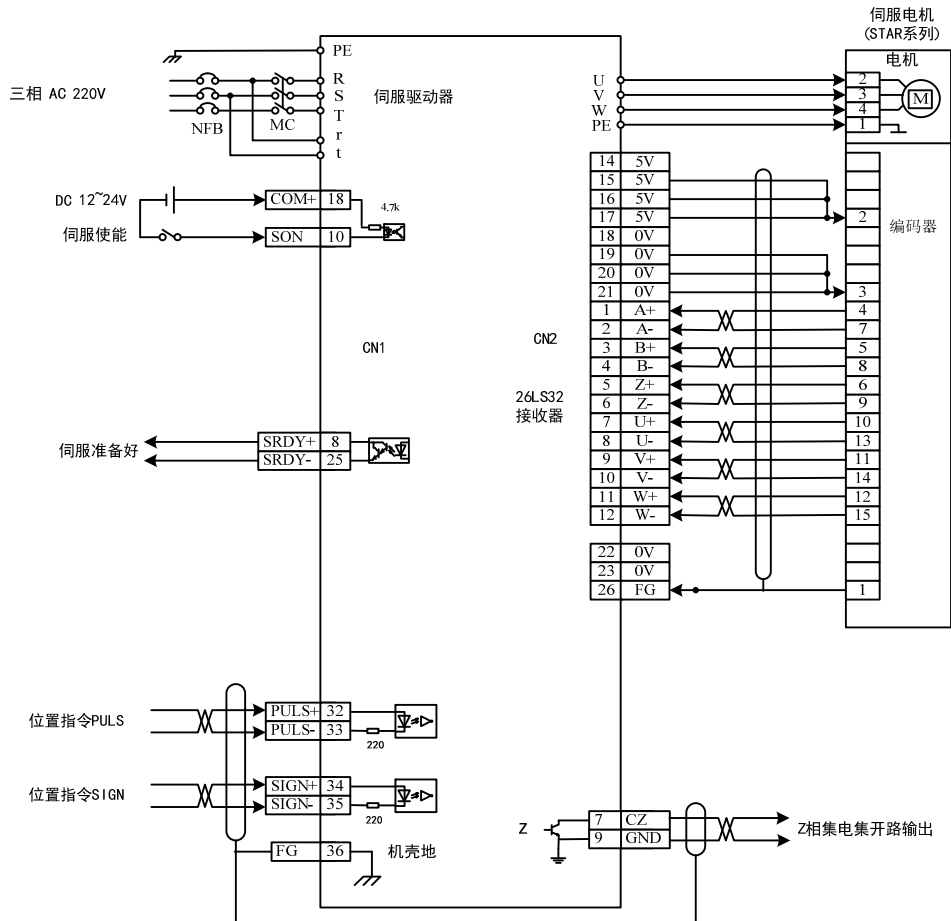 伺服电机
(STAR系列)
电机
2
3
4
1
M
PE
三相 AC 220V
R
S
T
r
t
NFB
MC
伺服驱动器
U
V
W
PE
DC 12~24V
伺服使能
COM+ 18
SON 10
4.7k
14 5V
15 5V
16 5V
17 5V
18 0V
19 0V
20 0V
21 0V
1 A+
2 A-
3 B+
4 B-
5 Z+
6 Z-
7 U+
8 U-
9 V+
10 V-
11 W+
12 W-
22 0V
23 0V
26 FG
编码器
2
3
4
7
5
8
6
9
10
13
11
14
12
15
1
CN1
CN2
26LS32
接收器
伺服准备好
SRDY+ 8
SRDY- 25
位置指令PULS
PULS+ 32
PULS- 33
220
位置指令SIGN
SIGN+ 34
SIGN- 35
220
FG 36
机壳地
Z
7 CZ
9 GND
Z相集电集开路输出